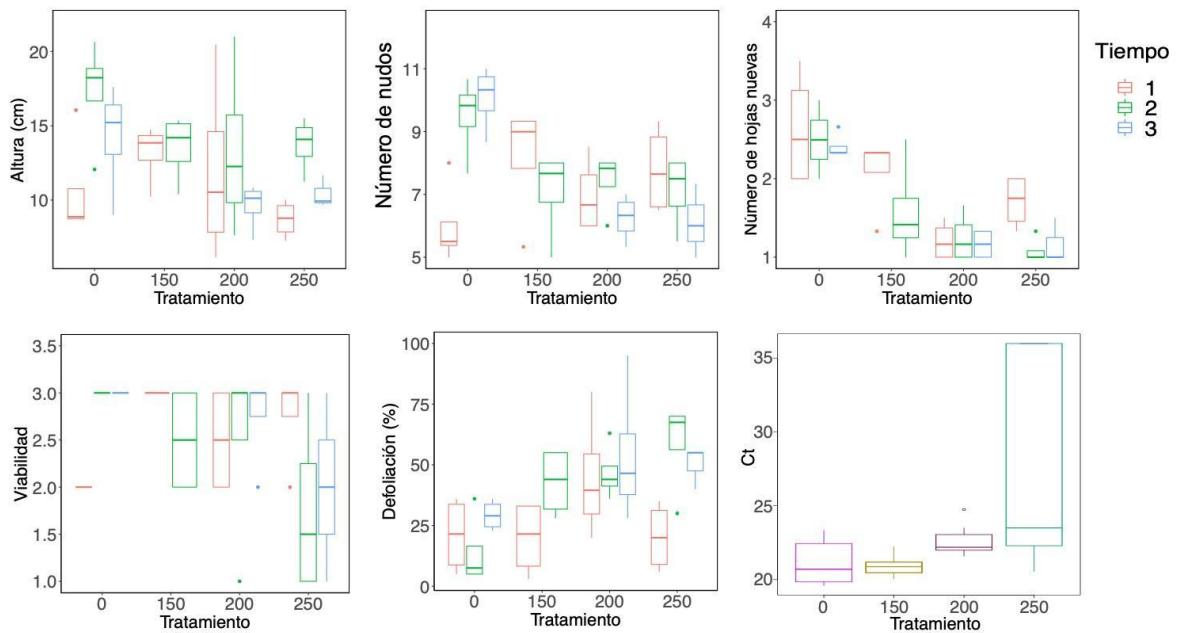 Altura (cm)
20
15
10
0 150 200 250
Tratamiento
Número de nudos
11
9
7
5
0 150 200 250
Tratamiento
Número de hojas nuevas
4
3
2
1
0 150 200 250
Tratamiento
Tiempo
1
2
3
Viabilidad
3.5
3.0
2.5
2.0
1.5
1.0
0 150 200 250
Tratamiento
Defoliación (%)
100
75
50
25
0
0 150 200 250
Tratamiento
Ct
35
30
25
20
0 150 200 250
Tratamiento